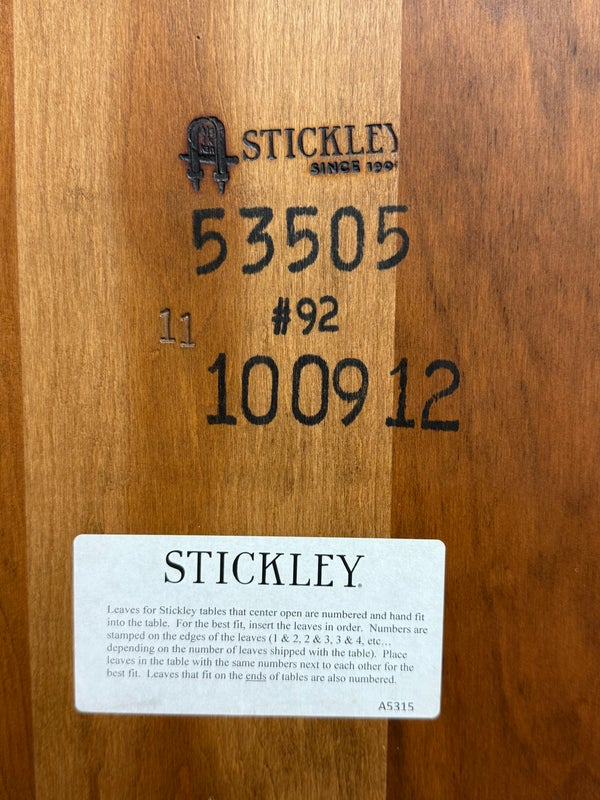 STICKLEY
SINCE 190
53505
#92
11
100912
STICKLEY®
Leaves for Stickley tables that center open are numbered and hand fit
into the table. For the best fit, insert the leaves in order. Numbers are
stamped on the edges of the leaves (1 & 2, 2 & 3, 3 & 4, etc...
depending on the number of leaves shipped with the table). Place
leaves in the table with the same numbers next to each other for the
best fit. Leaves that fit on the ends of tables are also numbered.
A5315